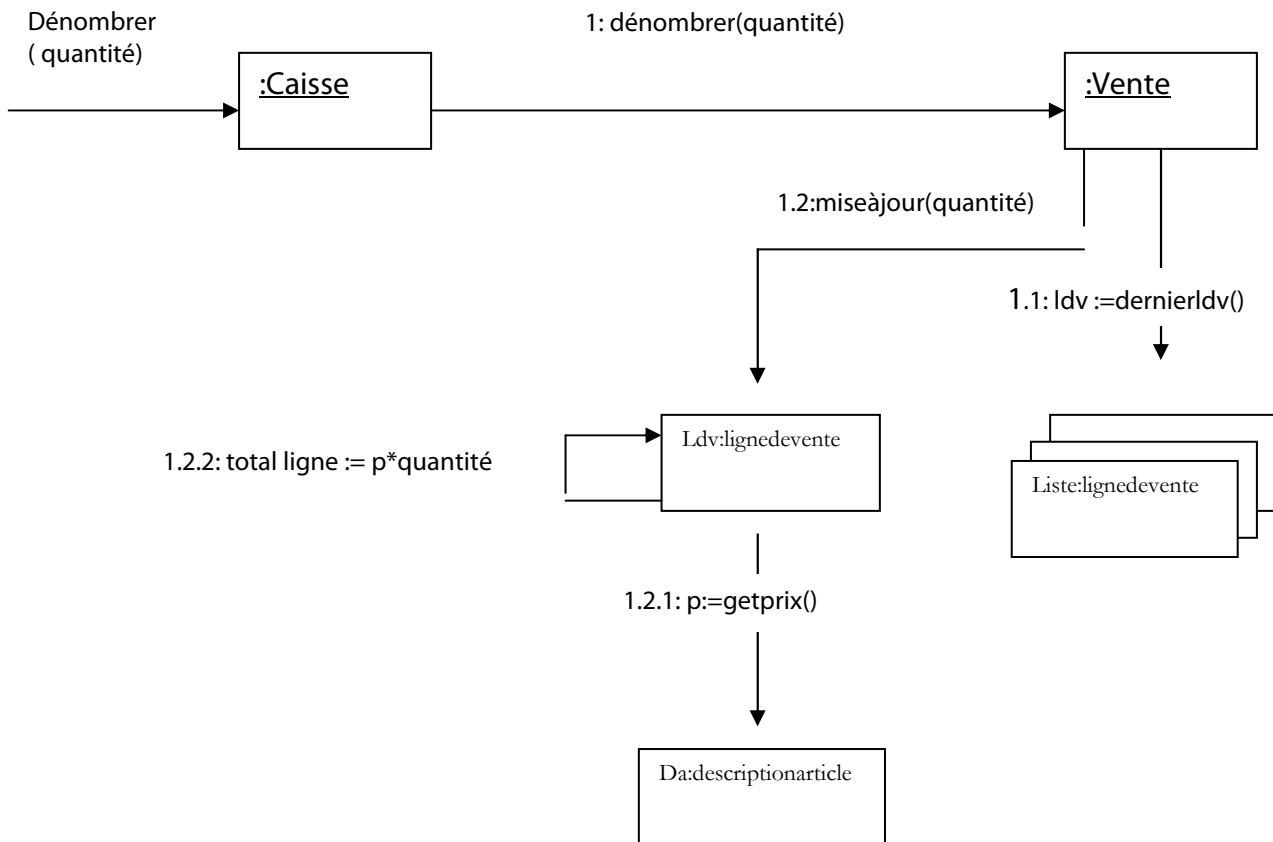 Dénombrer
( quantité)
1: dénombrer(quantité)
:Caisse
:Vente
1.2:miseàjour(quantité)
1.1: ldv :=dernierldv()
1.2.2: total ligne := p*quantité
Ldv:lignedevente
Liste:lignedevente
1.2.1: p:=getprix()
Da:descriptionarticle